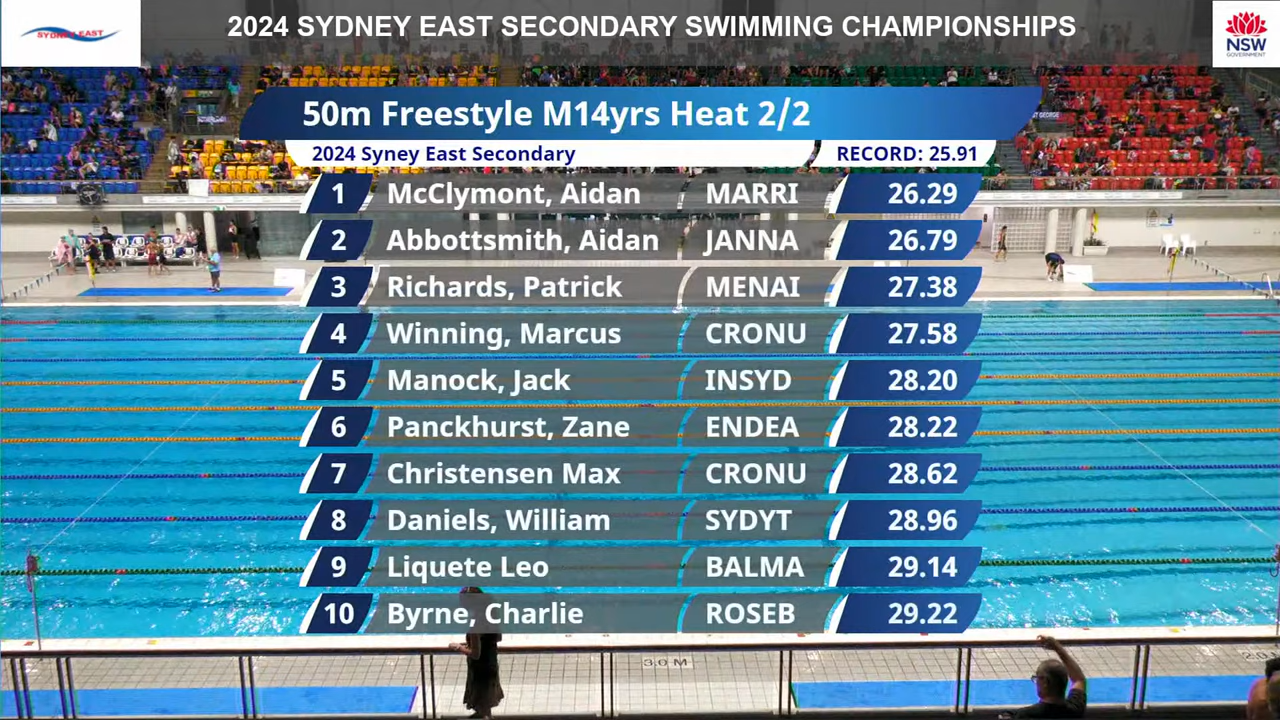 SYDNEY EAST
2024 SYDNEY EAST SECONDARY SWIMMING CHAMPIONSHIPS
NSW
GOVERNMENT
50m Freestyle M14yrs Heat 2/2
2024 Syney East Secondary RECORD: 25.91
1 McClymont, Aidan MARRI 26.29
2 Abbottsmith, Aidan JANNA 26.79
3 Richards, Patrick MENAI 27.38
4 Winning, Marcus CRONU 27.58
5 Manock, Jack INSYD 28.20
6 Panckhurst, Zane ENDEA 28.22
7 Christensen Max CRONU 28.62
8 Daniels, William SYDYT 28.96
9 Liquete Leo BALMA 29.14
10 Byrne, Charlie ROSEB 29.22
3.0 M